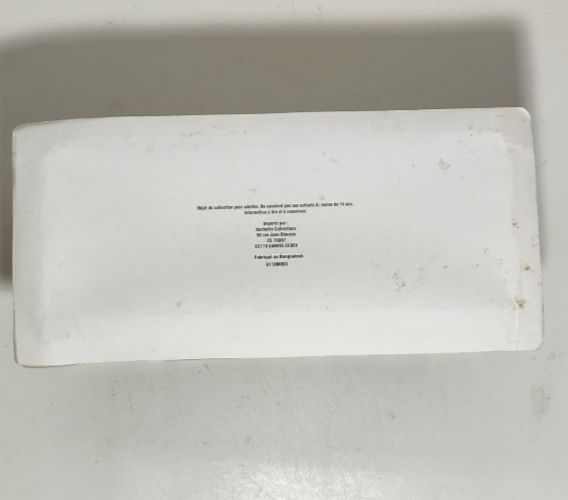 Objet de collection pour adultes. Ne convient pas aux enfants de moins de 14 ans.
Information à lire et à conserver.
Importé par :
Hachette Collections
58 rue Jean Bleuzen
CS 70007
92178 VANVES CEDEX
Fabriqué au Bangladesh